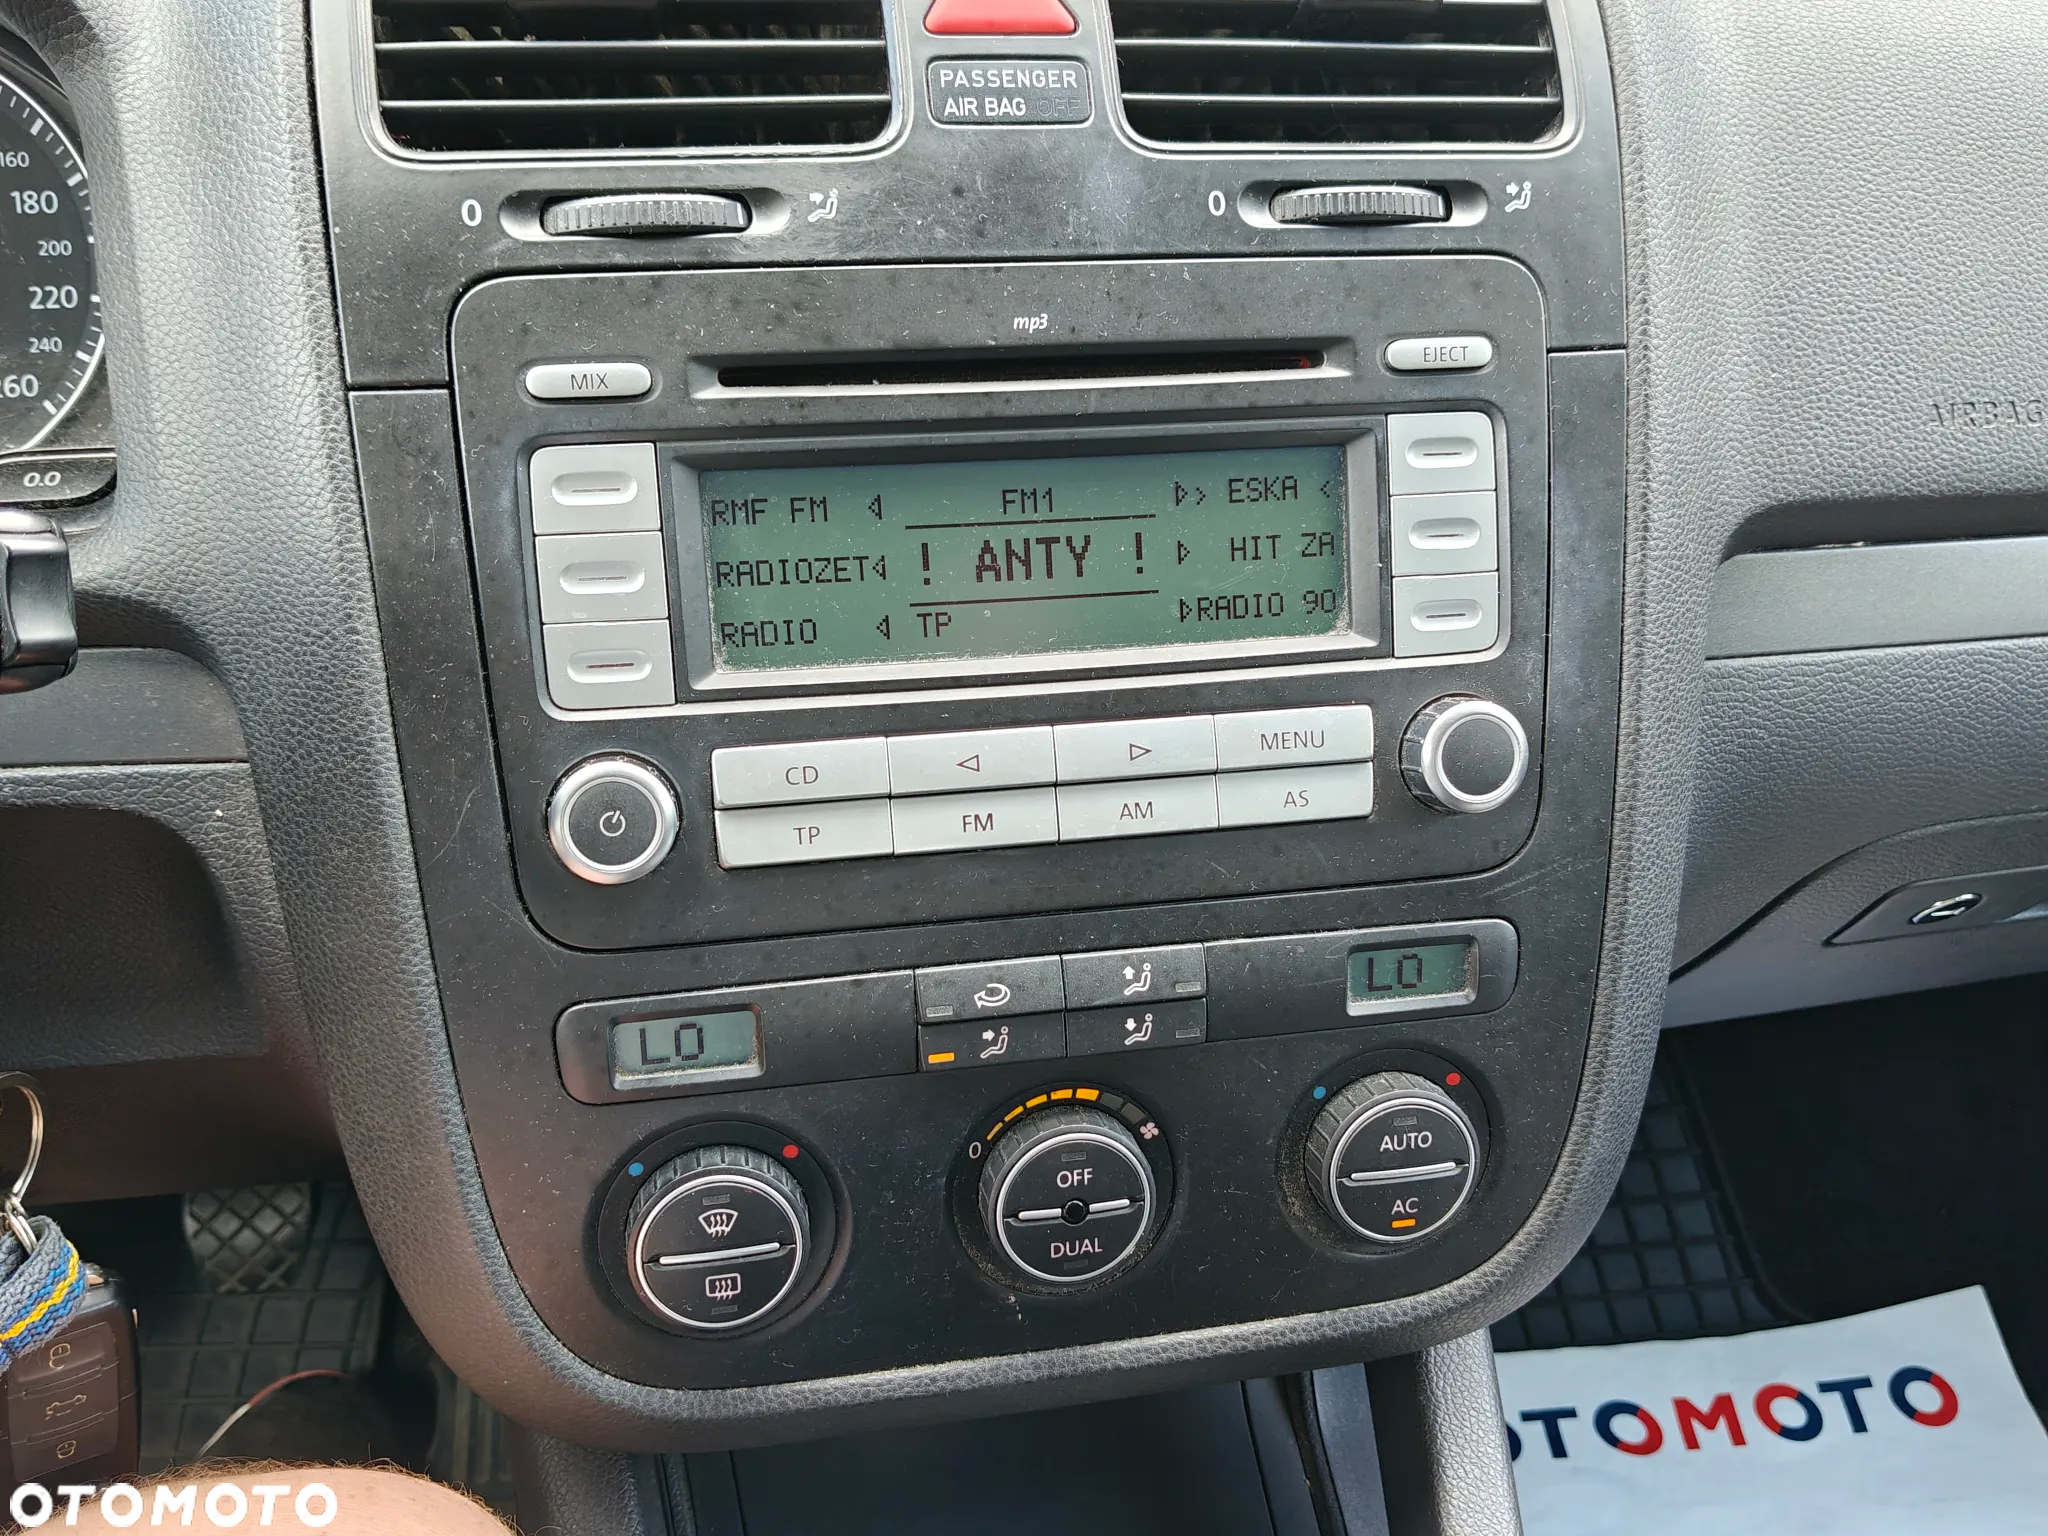 PASSENGER
AIR BAG OFF
160
180
200
220
240
260
0.0
0
0
mp3
MIX
EJECT
AIRBAG
RMF FM
FM1
> ESKA <
RADIOZET
! ANTY !
HIT ZA
RADIO
TP
RADIO 90
CD
MENU
TP
FM
AM
AS
LO
LO
0
OFF
DUAL
AUTO
AC
OTOMOTO
OTOMOTO